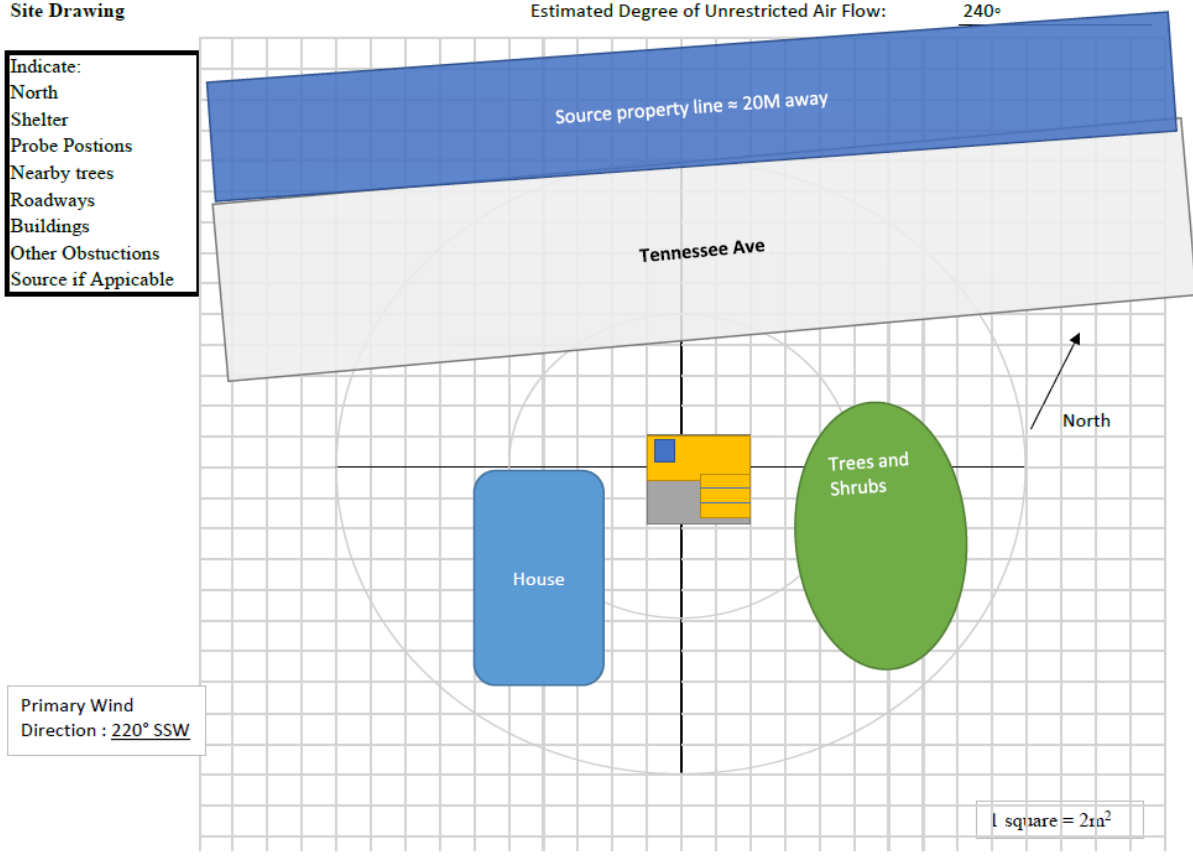 Site Drawing
Estimated Degree of Unrestricted Air Flow: 240°
Indicate:
North
Shelter
Probe Postions
Nearby trees
Roadways
Buildings
Other Obstuctions
Source if Appicable
Source property line ≈ 20M away
Tennessee Ave
North
Trees and
Shrubs
House
Primary Wind
Direction : 220° SSW
1 square = 2m²